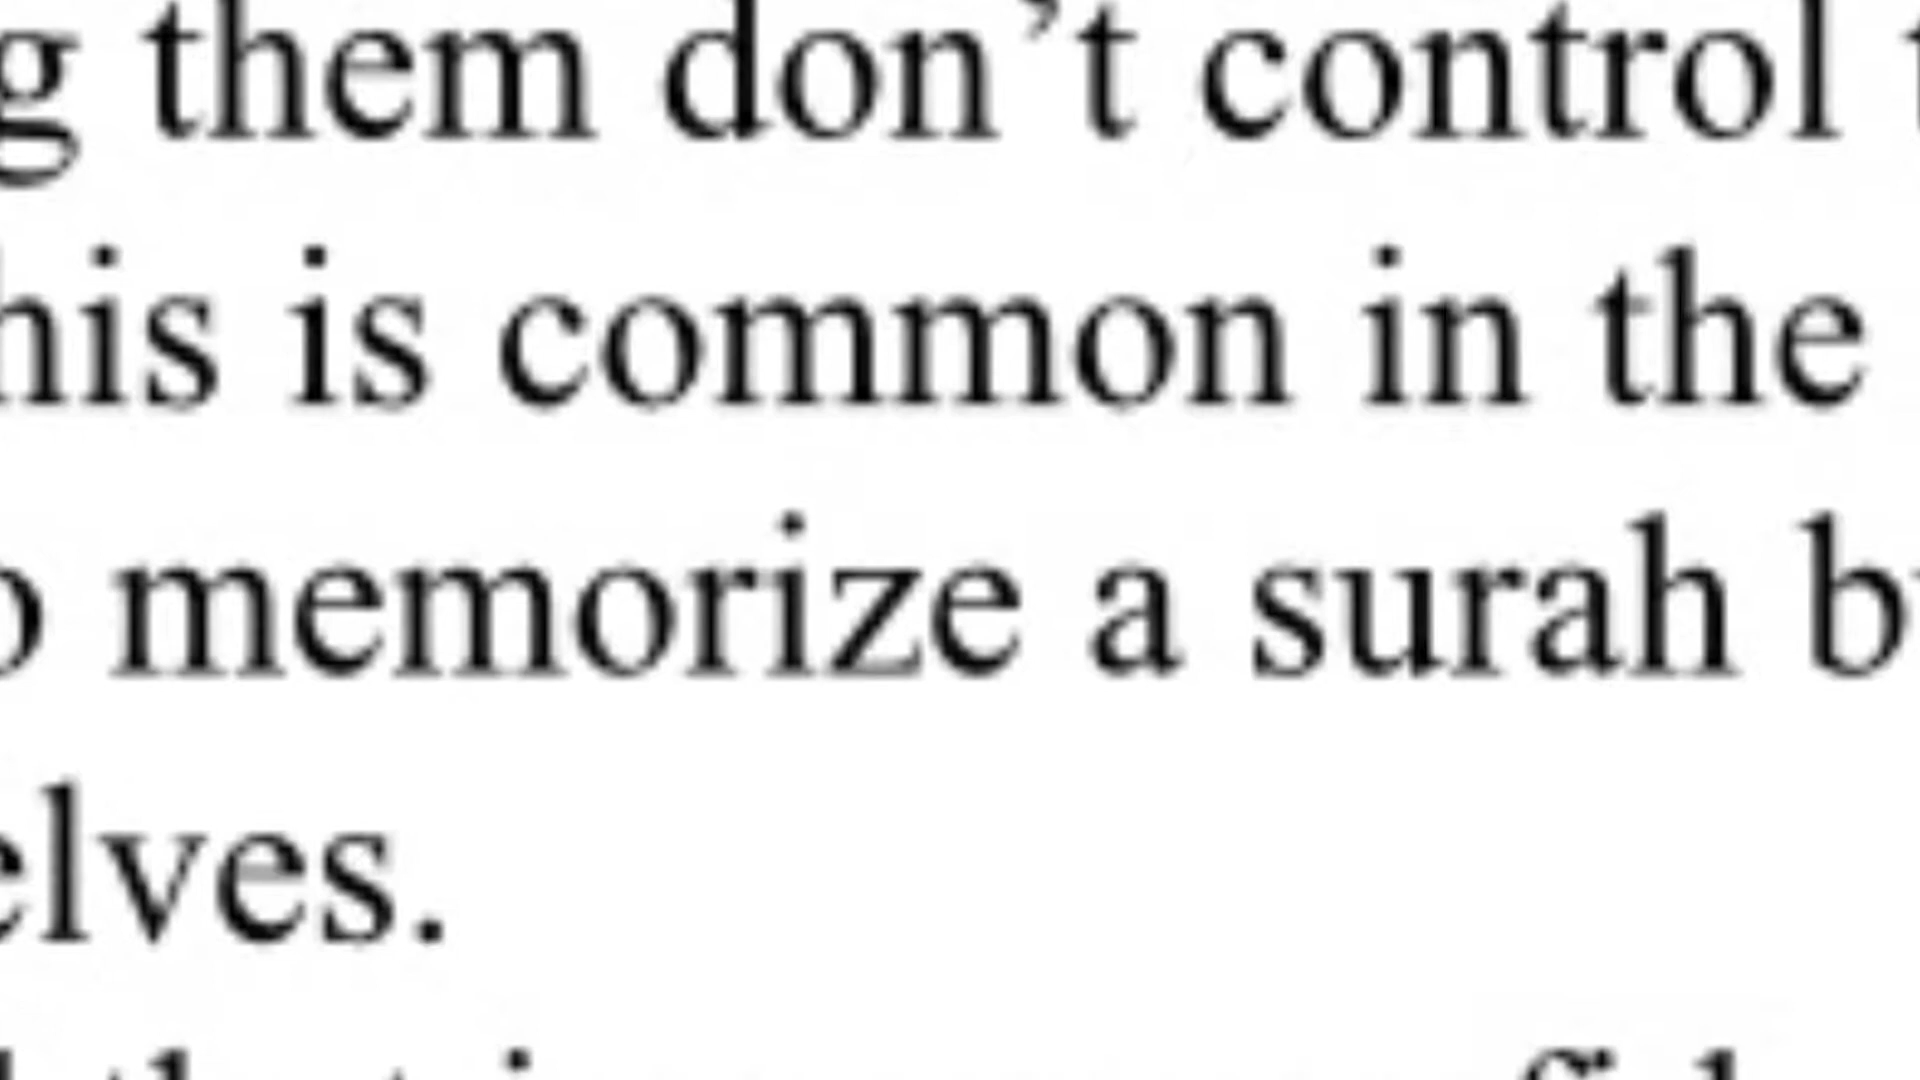 g them don’t control t
his is common in the
o memorize a surah b
elves.